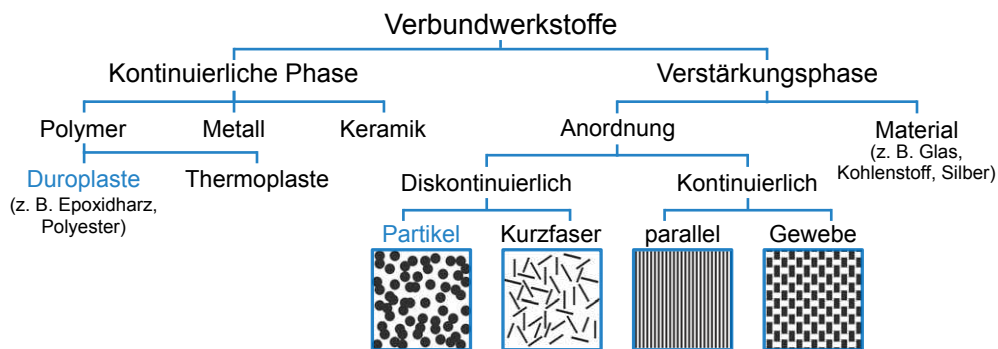 Verbundwerkstoffe
Kontinuierliche Phase
Verstärkungsphase
Polymer
Metall
Keramik
Anordnung
Material
(z. B. Glas,
Kohlenstoff, Silber)
Duroplaste
(z. B. Epoxidharz,
Polyester)
Thermoplaste
Diskontinuierlich
Kontinuierlich
Partikel
Kurzfaser
parallel
Gewebe